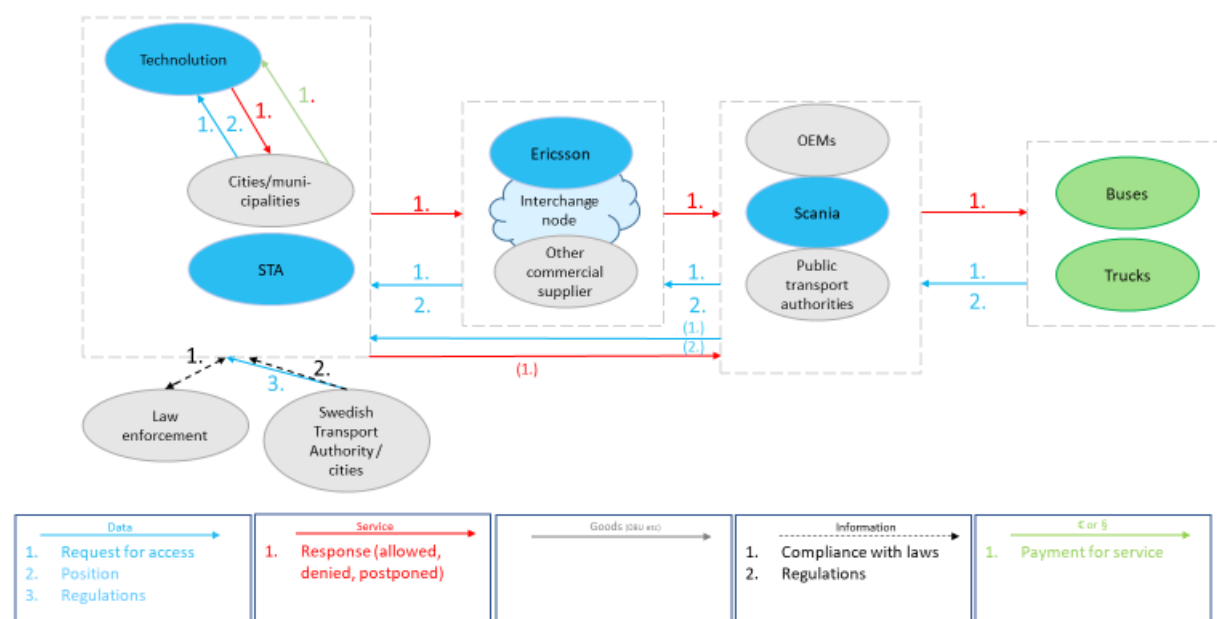 Technolution
1.
2.
1.
1.
Cities/muni-
cipalities
STA
1.
1.
2.
Ericsson
Interchange
node
Other
commercial
supplier
1.
1.
2.
OEMs
Scania
Public
transport
authorities
1.
1.
2.
Buses
Trucks
(1.)
(2.)
(1.)
1.
2.
3.
Law
enforcement
Swedish
Transport
Authority/
cities
Data
1. Request for access
2. Position
3. Regulations
Service
1. Response (allowed,
denied, postponed)
Goods (OBU etc)
Information
1. Compliance with laws
2. Regulations
€ or §
1. Payment for service